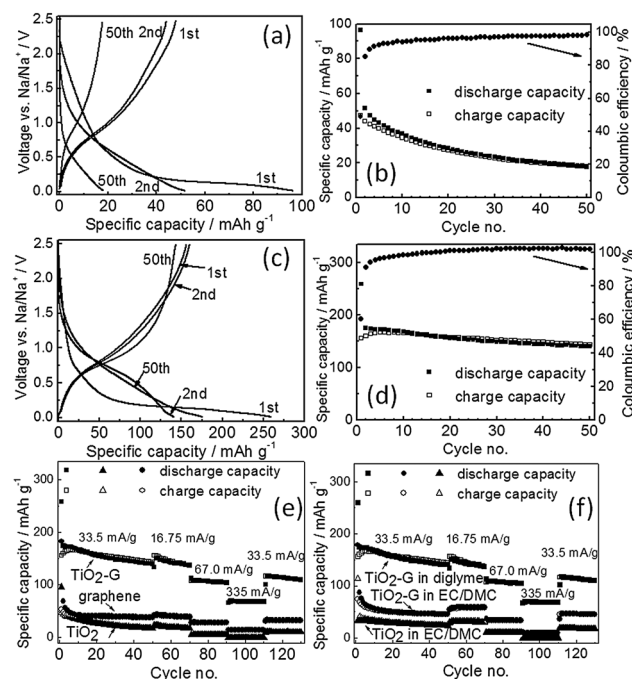 (a)
50th 2nd 1st
50th
2nd
1st
2.5
2.0
1.5
1.0
0.5
0.0
Voltage vs. Na/Na⁺ / V
0 20 40 60 80 100
Specific capacity / mAh g⁻¹
(b)
100
80
60
40
20
0
Specific capacity / mAh g⁻¹
discharge capacity
charge capacity
100
80
60
40
20
0
Coloumbic efficiency / %
0 10 20 30 40 50
Cycle no.
(c)
50th
1st
2nd
50th
2nd
1st
2.5
2.0
1.5
1.0
0.5
0.0
Voltage vs. Na/Na⁺ / V
0 50 100 150 200 250 300
Specific capacity / mAh g⁻¹
(d)
300
200
100
0
Specific capacity / mAh g⁻¹
discharge capacity
charge capacity
100
80
60
40
20
0
Coloumbic efficiency / %
0 10 20 30 40 50
Cycle no.
(e)
300
200
100
0
Specific capacity / mAh g⁻¹
discharge capacity
charge capacity
33.5 mA/g
16.75 mA/g
67.0 mA/g
335 mA/g
33.5 mA/g
TiO₂-G
graphene
TiO₂
0 20 40 60 80 100 120
Cycle no.
(f)
300
200
100
0
Specific capacity / mAh g⁻¹
discharge capacity
charge capacity
33.5 mA/g
16.75 mA/g
67.0 mA/g
335 mA/g
33.5 mA/g
TiO₂-G in diglyme
TiO₂-G in EC/DMC
TiO₂ in EC/DMC
0 20 40 60 80 100 120
Cycle no.